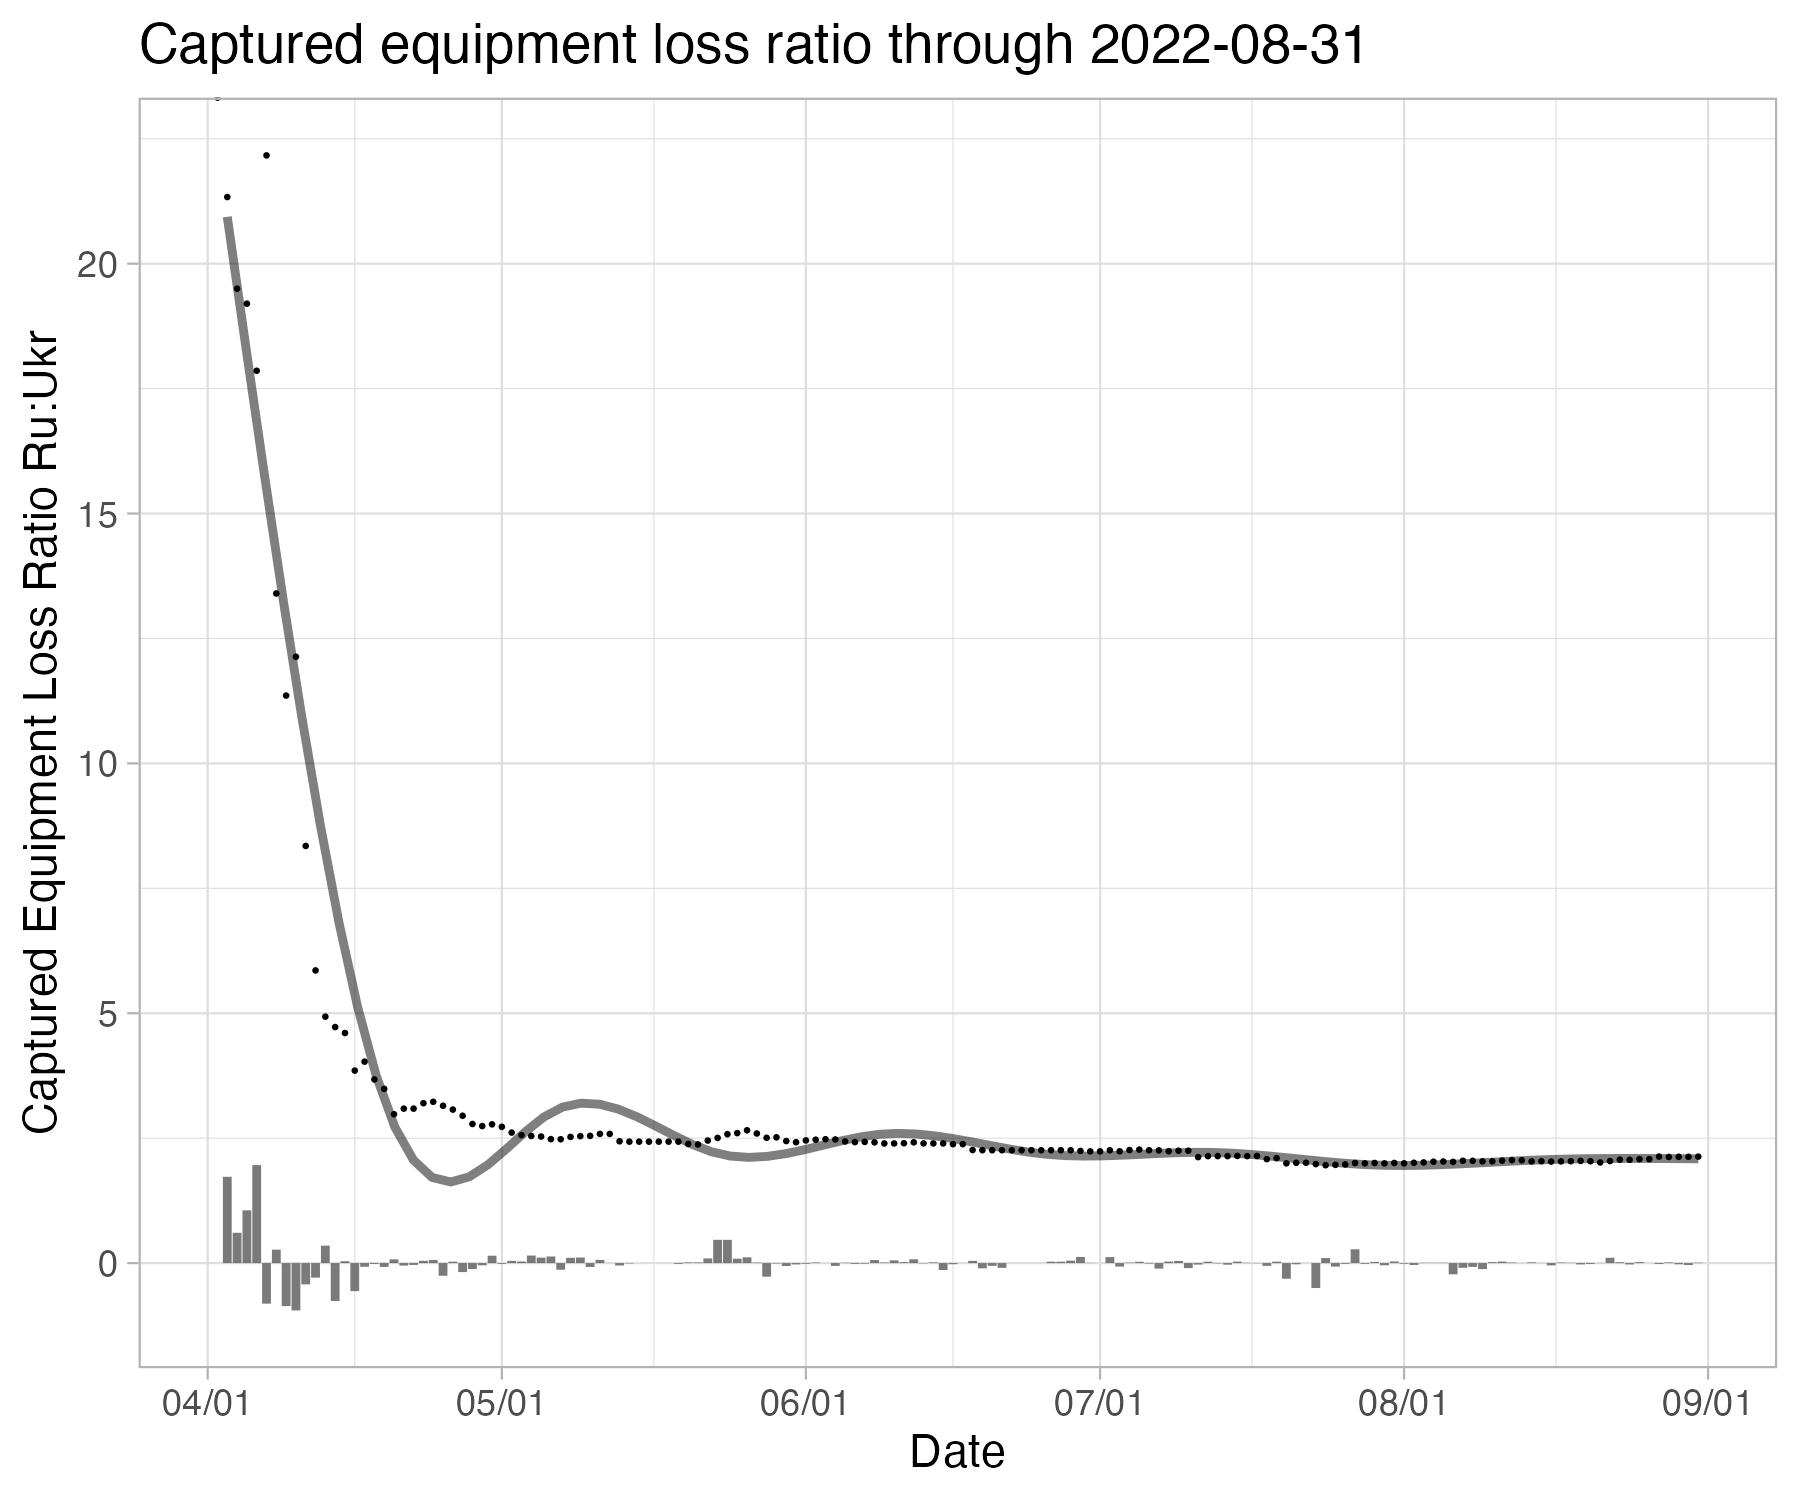 Captured equipment loss ratio through 2022-08-31
Captured Equipment Loss Ratio Ru:Ukr
20
15
10
5
0
04/01 05/01 06/01 07/01 08/01 09/01
Date